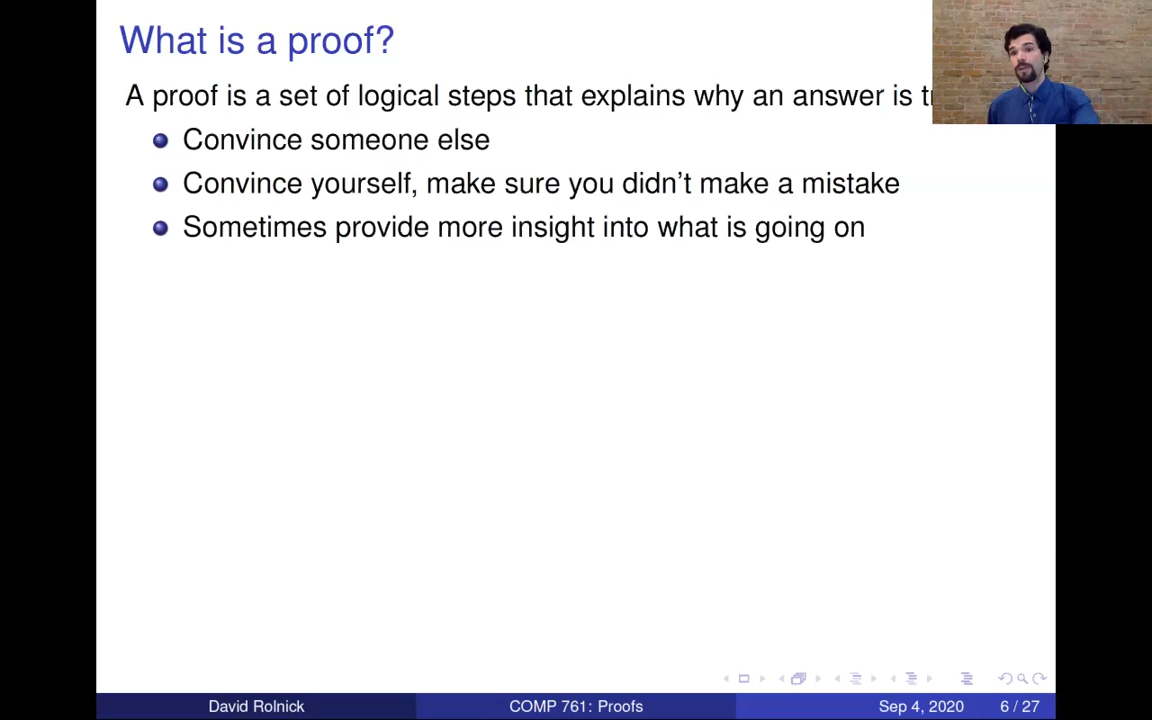 What is a proof?
A proof is a set of logical steps that explains why an answer is
Convince someone else
Convince yourself, make sure you didn't make a mistake
Sometimes provide more insight into what is going on
David Rolnick COMP 761: Proofs Sep 4, 2020 6 / 27